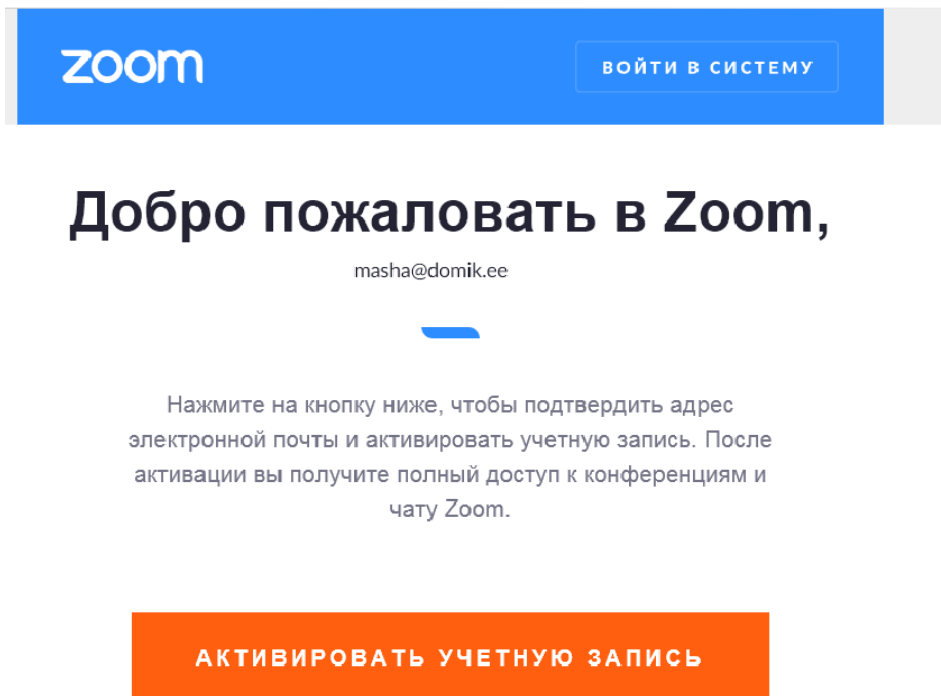 zoom
ВОЙТИ В СИСТЕМУ
Добро пожаловать в Zoom,
masha@domik.ee
Нажмите на кнопку ниже, чтобы подтвердить адрес
электронной почты и активировать учетную запись. После
активации вы получите полный доступ к конференциям и
чату Zoom.
АКТИВИРОВАТЬ УЧЕТНУЮ ЗАПИСЬ